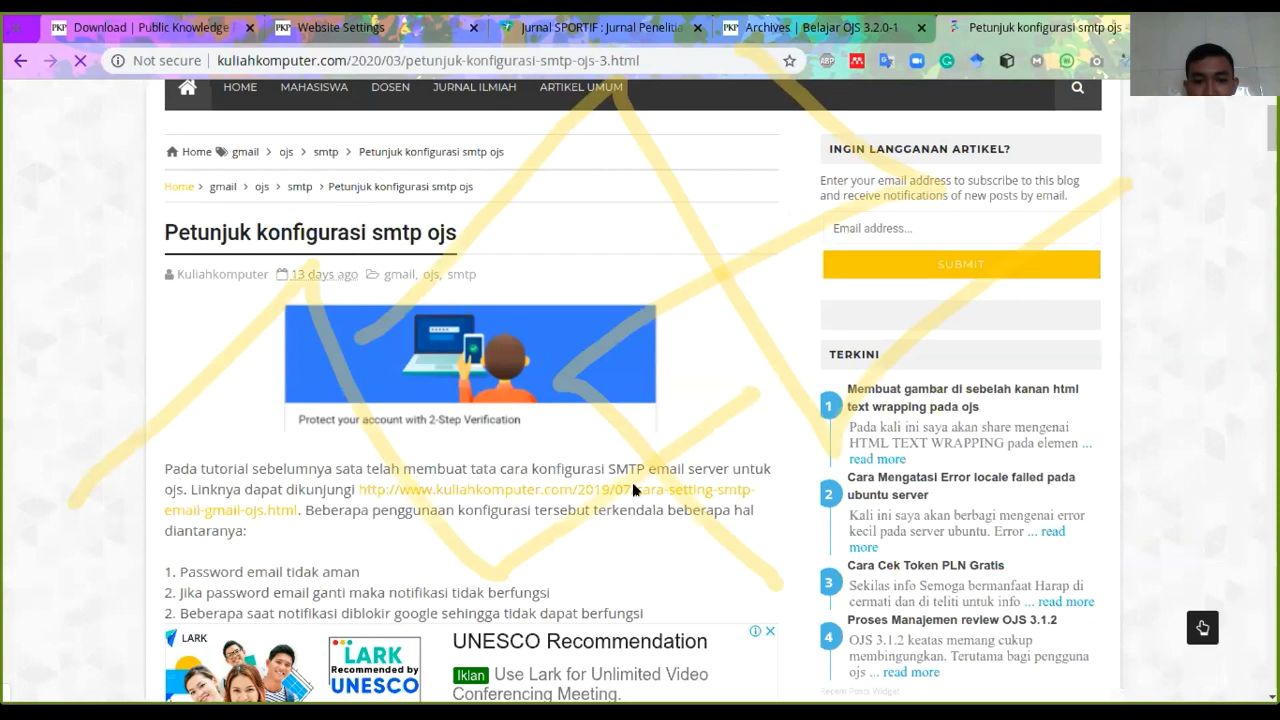 Download | Public Knowledge
Website Settings
Jurnal SPORTIF : Jurnal Penelitia
Archives | Belajar OJS 3.2.0-1
Petunjuk konfigurasi smtp ojs -
Not secure
kuliahkomputer.com/2020/03/petunjuk-konfigurasi-smtp-ojs-3.html
HOME
MAHASISWA
DOSEN
JURNAL ILMIAH
ARTIKEL UMUM
Home gmail > ojs > smtp > Petunjuk konfigurasi smtp ojs
Home > gmail > ojs > smtp > Petunjuk konfigurasi smtp ojs
Petunjuk konfigurasi smtp ojs
Kuliahkomputer 13 days ago gmail, ojs, smtp
Protect your account with 2-Step Verification
Pada tutorial sebelumnya sata telah membuat tata cara konfigurasi SMTP email server untuk
ojs. Linknya dapat dikunjungi http://www.kuliahkomputer.com/2019/07/cara-setting-smtp-
email-gmail-ojs.html. Beberapa penggunaan konfigurasi tersebut terkendala beberapa hal
diantaranya:
1. Password email tidak aman
2. Jika password email ganti maka notifikasi tidak berfungsi
2. Beberapa saat notifikasi diblokir google sehingga tidak dapat berfungsi
LARK
LARK
Recommended by
UNESCO
UNESCO Recommendation
Iklan Use Lark for Unlimited Video
Conferencing Meeting.
INGIN LANGGANAN ARTIKEL?
Enter your email address to subscribe to this blog
and receive notifications of new posts by email.
Email address...
SUBMIT
TERKINI
1
Membuat gambar di sebelah kanan html
text wrapping pada ojs
Pada kali ini saya akan share mengenai
HTML TEXT WRAPPING pada elemen ...
read more
2
Cara Mengatasi Error locale failed pada
ubuntu server
Kali ini saya akan berbagi mengenai error
kecil pada server ubuntu. Error ... read
more
3
Cara Cek Token PLN Gratis
Sekilas info Semoga bermanfaat Harap di
cermati dan di teliti untuk info ... read more
4
Proses Manajemen review OJS 3.1.2
OJS 3.1.2 keatas memang cukup
membingungkan. Terutama bagi pengguna
ojs ... read more
Recent Posts Widget